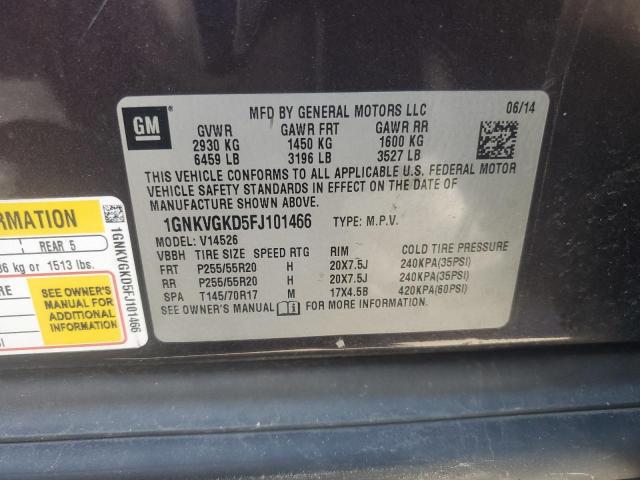 GM
MFD BY GENERAL MOTORS LLC
06/14
GVWR GAWR FRT GAWR RR
2930 KG 1450 KG 1600 KG
6459 LB 3196 LB 3527 LB
THIS VEHICLE CONFORMS TO ALL APPLICABLE U.S. FEDERAL MOTOR
VEHICLE SAFETY STANDARDS IN EFFECT ON THE DATE OF
MANUFACTURE SHOWN ABOVE.
1GNKVGKD5FJ101466 TYPE: M.P.V.
MODEL: V14526
VBBH TIRE SIZE SPEED RTG RIM COLD TIRE PRESSURE
FRT P255/55R20 H 20X7.5J 240KPA(35PSI)
RR P255/55R20 H 20X7.5J 240KPA(35PSI)
SPA T145/70R17 M 17X4.5B 420KPA(60PSI)
SEE OWNER'S MANUAL FOR MORE INFORMATION.
REAR 5
kg or 1513 lbs.
SEE OWNER'S
MANUAL FOR
ADDITIONAL
INFORMATION
1GNKVGKD5FJ101466